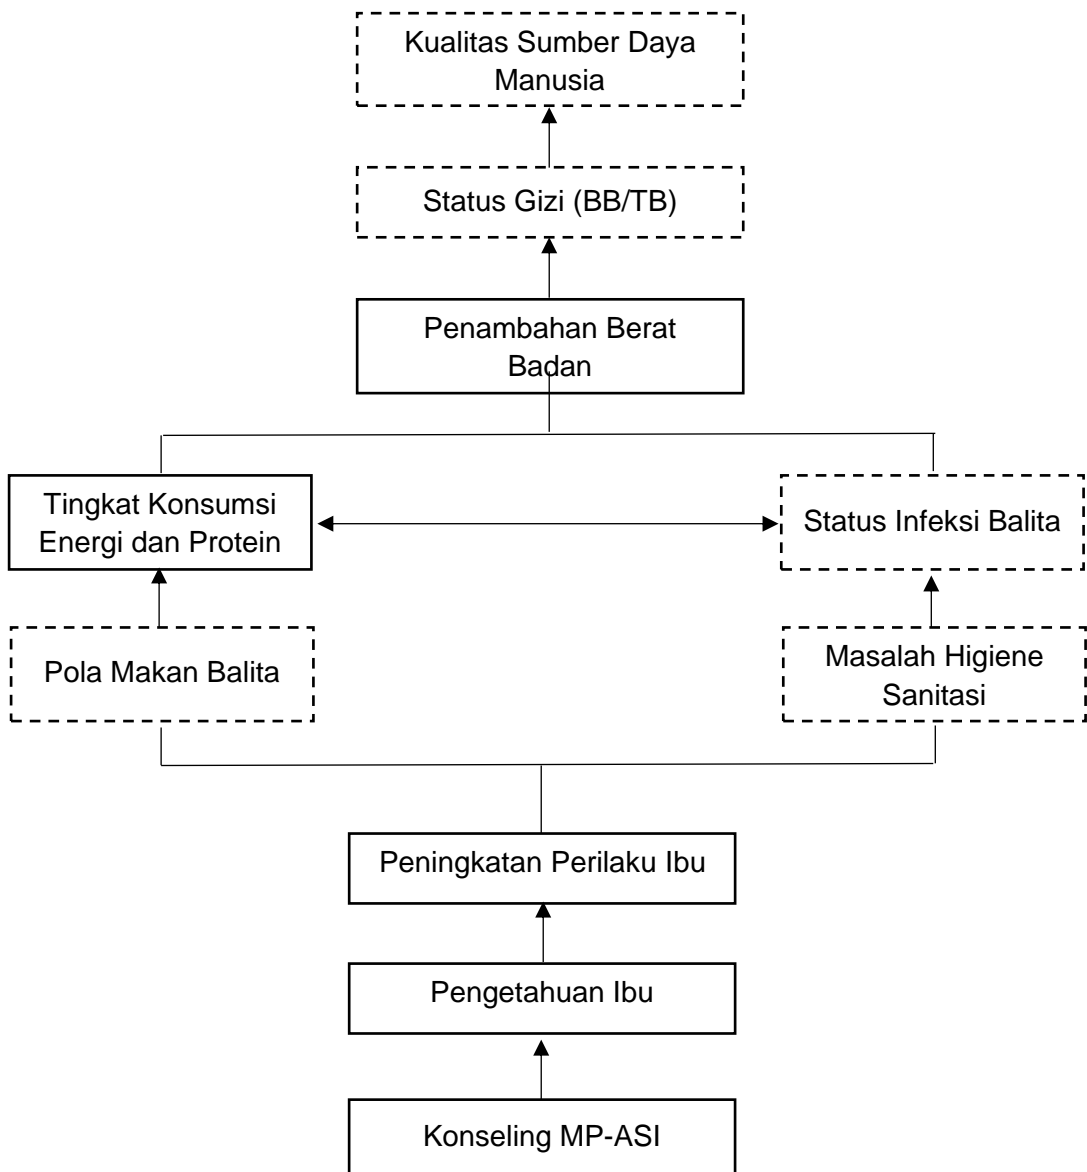 Kualitas Sumber Daya
Manusia
Status Gizi (BB/TB)
Penambahan Berat
Badan
Tingkat Konsumsi
Energi dan Protein
Status Infeksi Balita
Pola Makan Balita
Masalah Higiene
Sanitasi
Peningkatan Perilaku Ibu
Pengetahuan Ibu
Konseling MP-ASI